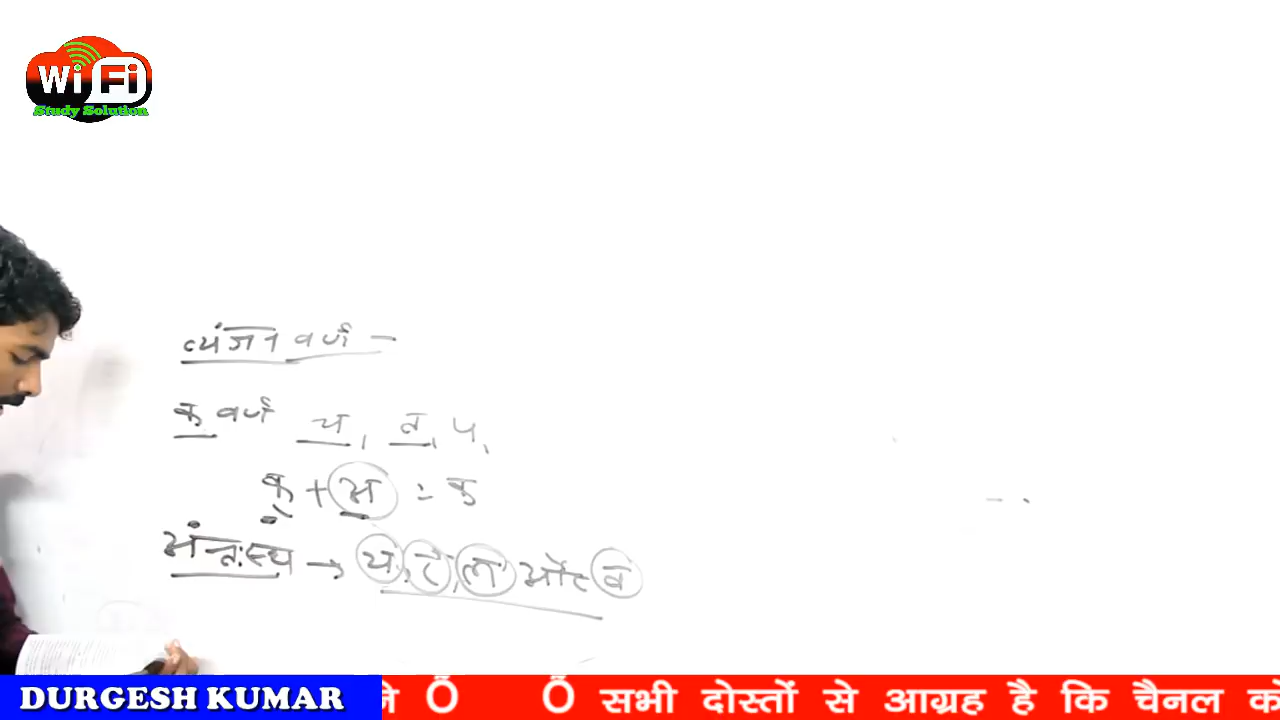 WiFi
Study Solution
व्यंजन वर्ण –
क वर्ण च, त, प,
क् + अ = क
अंन्तःस्थ → य, र, ल और व
DURGESH KUMAR
ने Õ Õ सभी दोस्तों से आग्रह है कि चैनल को